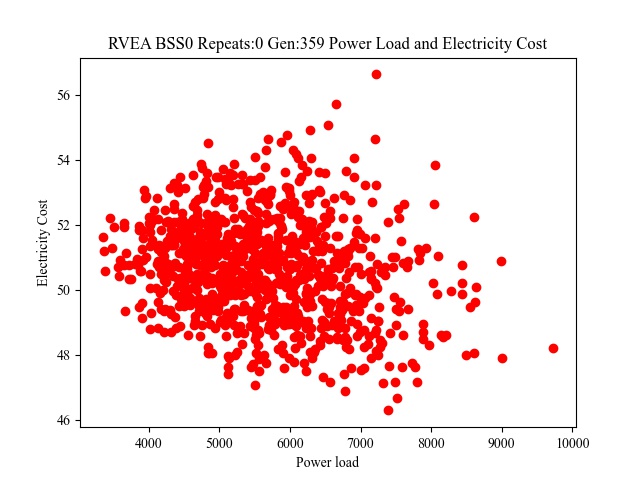 RVEA BSS0 Repeats:0 Gen:359 Power Load and Electricity Cost
56
54
52
50
48
46
Electricity Cost
4000 5000 6000 7000 8000 9000 10000
Power load